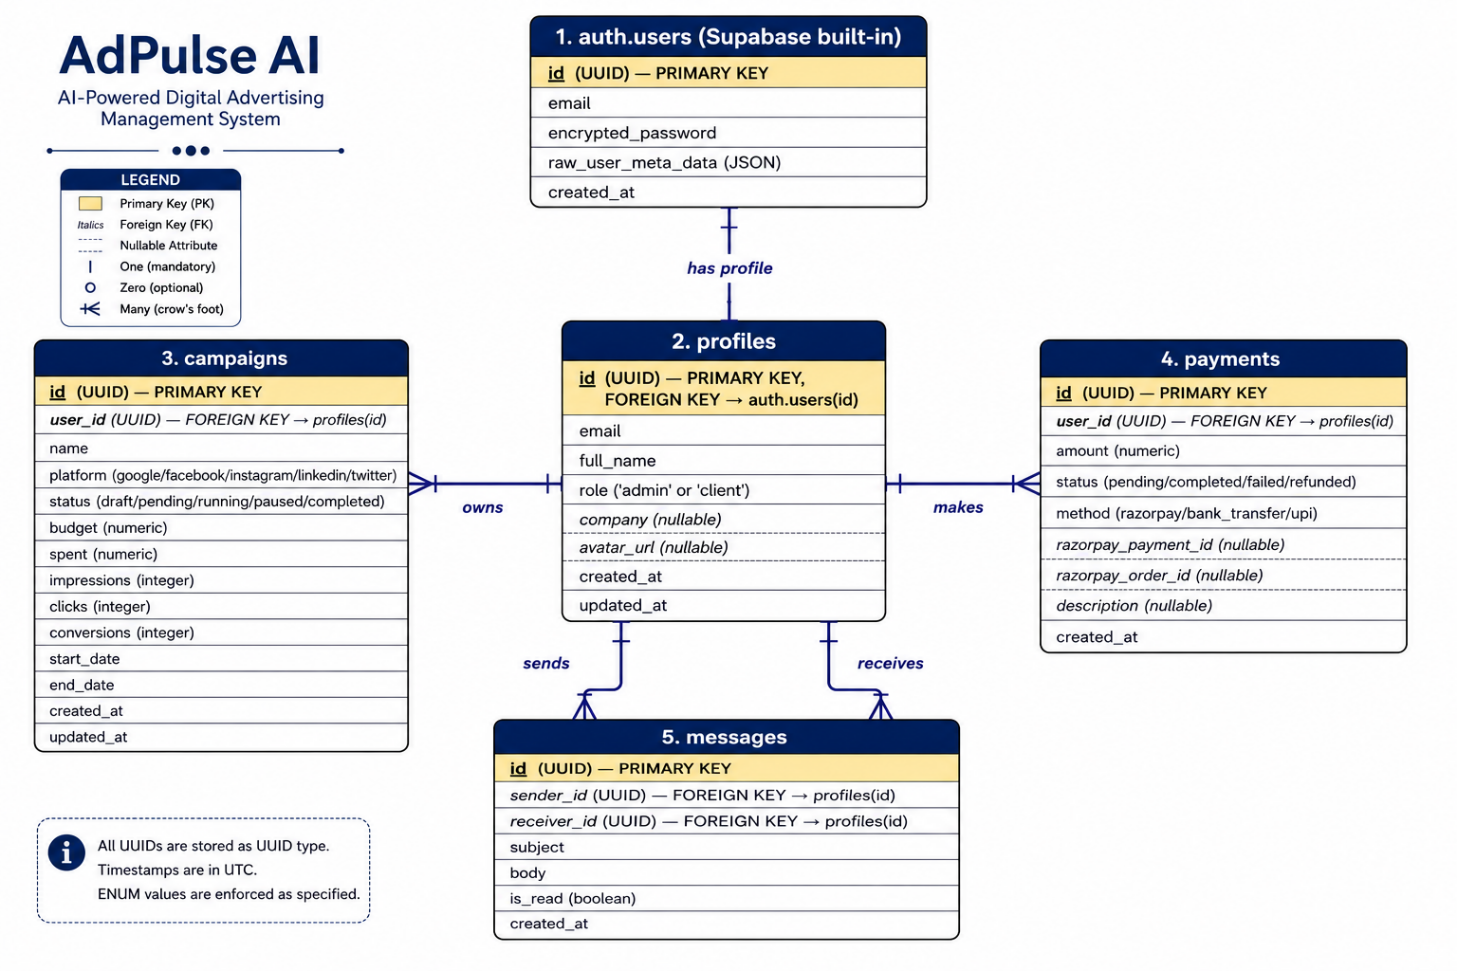 AdPulse AI
AI-Powered Digital Advertising
Management System
LEGEND
Primary Key (PK)
Italics Foreign Key (FK)
Nullable Attribute
One (mandatory)
Zero (optional)
Many (crow's foot)
1. auth.users (Supabase built-in)
id (UUID) — PRIMARY KEY
email
encrypted_password
raw_user_meta_data (JSON)
created_at
has profile
2. profiles
id (UUID) — PRIMARY KEY,
FOREIGN KEY → auth.users(id)
email
full_name
role ('admin' or 'client')
company (nullable)
avatar_url (nullable)
created_at
updated_at
3. campaigns
id (UUID) — PRIMARY KEY
user_id (UUID) — FOREIGN KEY → profiles(id)
name
platform (google/facebook/instagram/linkedin/twitter)
status (draft/pending/running/paused/completed)
budget (numeric)
spent (numeric)
impressions (integer)
clicks (integer)
conversions (integer)
start_date
end_date
created_at
updated_at
owns
makes
4. payments
id (UUID) — PRIMARY KEY
user_id (UUID) — FOREIGN KEY → profiles(id)
amount (numeric)
status (pending/completed/failed/refunded)
method (razorpay/bank_transfer/upi)
razorpay_payment_id (nullable)
razorpay_order_id (nullable)
description (nullable)
created_at
sends
receives
5. messages
id (UUID) — PRIMARY KEY
sender_id (UUID) — FOREIGN KEY → profiles(id)
receiver_id (UUID) — FOREIGN KEY → profiles(id)
subject
body
is_read (boolean)
created_at
i
All UUIDs are stored as UUID type.
Timestamps are in UTC.
ENUM values are enforced as specified.